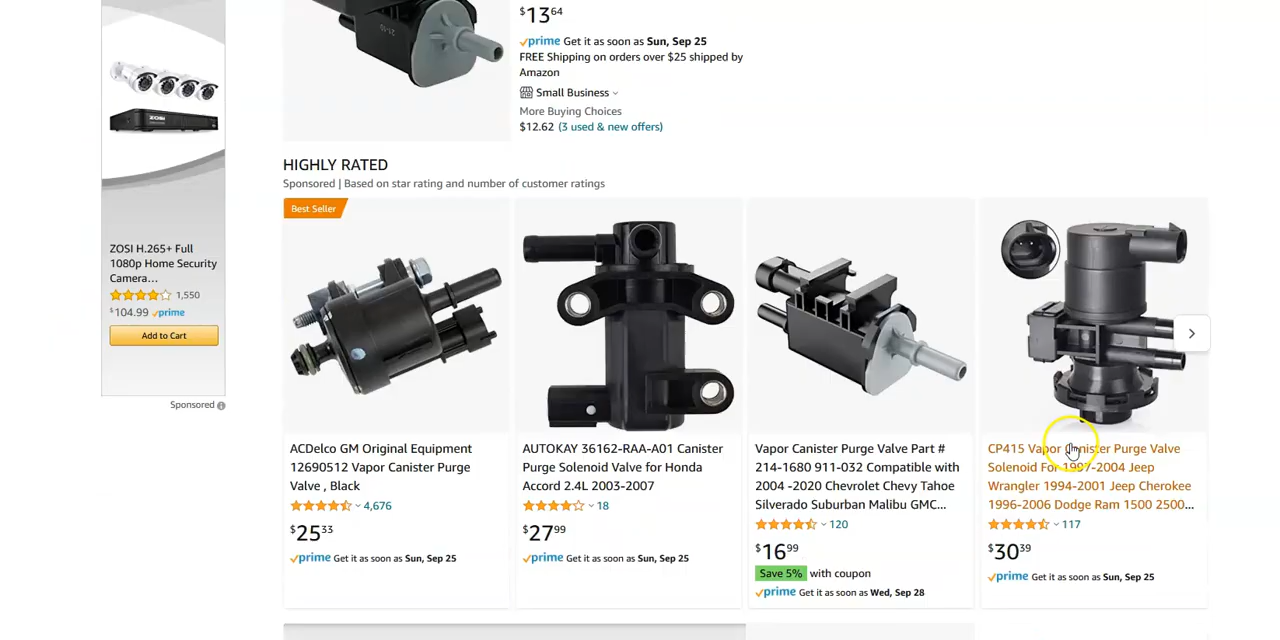 $13.64
prime Get it as soon as Sun, Sep 25
FREE Shipping on orders over $25 shipped by
Amazon
Small Business
More Buying Choices
$12.62 (3 used & new offers)
ZOSI
ZOSI H.265+ Full
1080p Home Security
Camera...
1,550
$104.99 prime
Add to Cart
Sponsored
HIGHLY RATED
Sponsored | Based on star rating and number of customer ratings
Best Seller
ACDelco GM Original Equipment
12690512 Vapor Canister Purge
Valve , Black
4,676
$25.33
prime Get it as soon as Sun, Sep 25
AUTOKAY 36162-RAA-A01 Canister
Purge Solenoid Valve for Honda
Accord 2.4L 2003-2007
18
$27.99
prime Get it as soon as Sun, Sep 25
Vapor Canister Purge Valve Part #
214-1680 911-032 Compatible with
2004 -2020 Chevrolet Chevy Tahoe
Silverado Suburban Malibu GMC...
120
$16.99
Save 5% with coupon
prime Get it as soon as Wed, Sep 28
CP415 Vapor Canister Purge Valve
Solenoid For 1997-2004 Jeep
Wrangler 1994-2001 Jeep Cherokee
1996-2006 Dodge Ram 1500 2500...
117
$30.39
prime Get it as soon as Sun, Sep 25